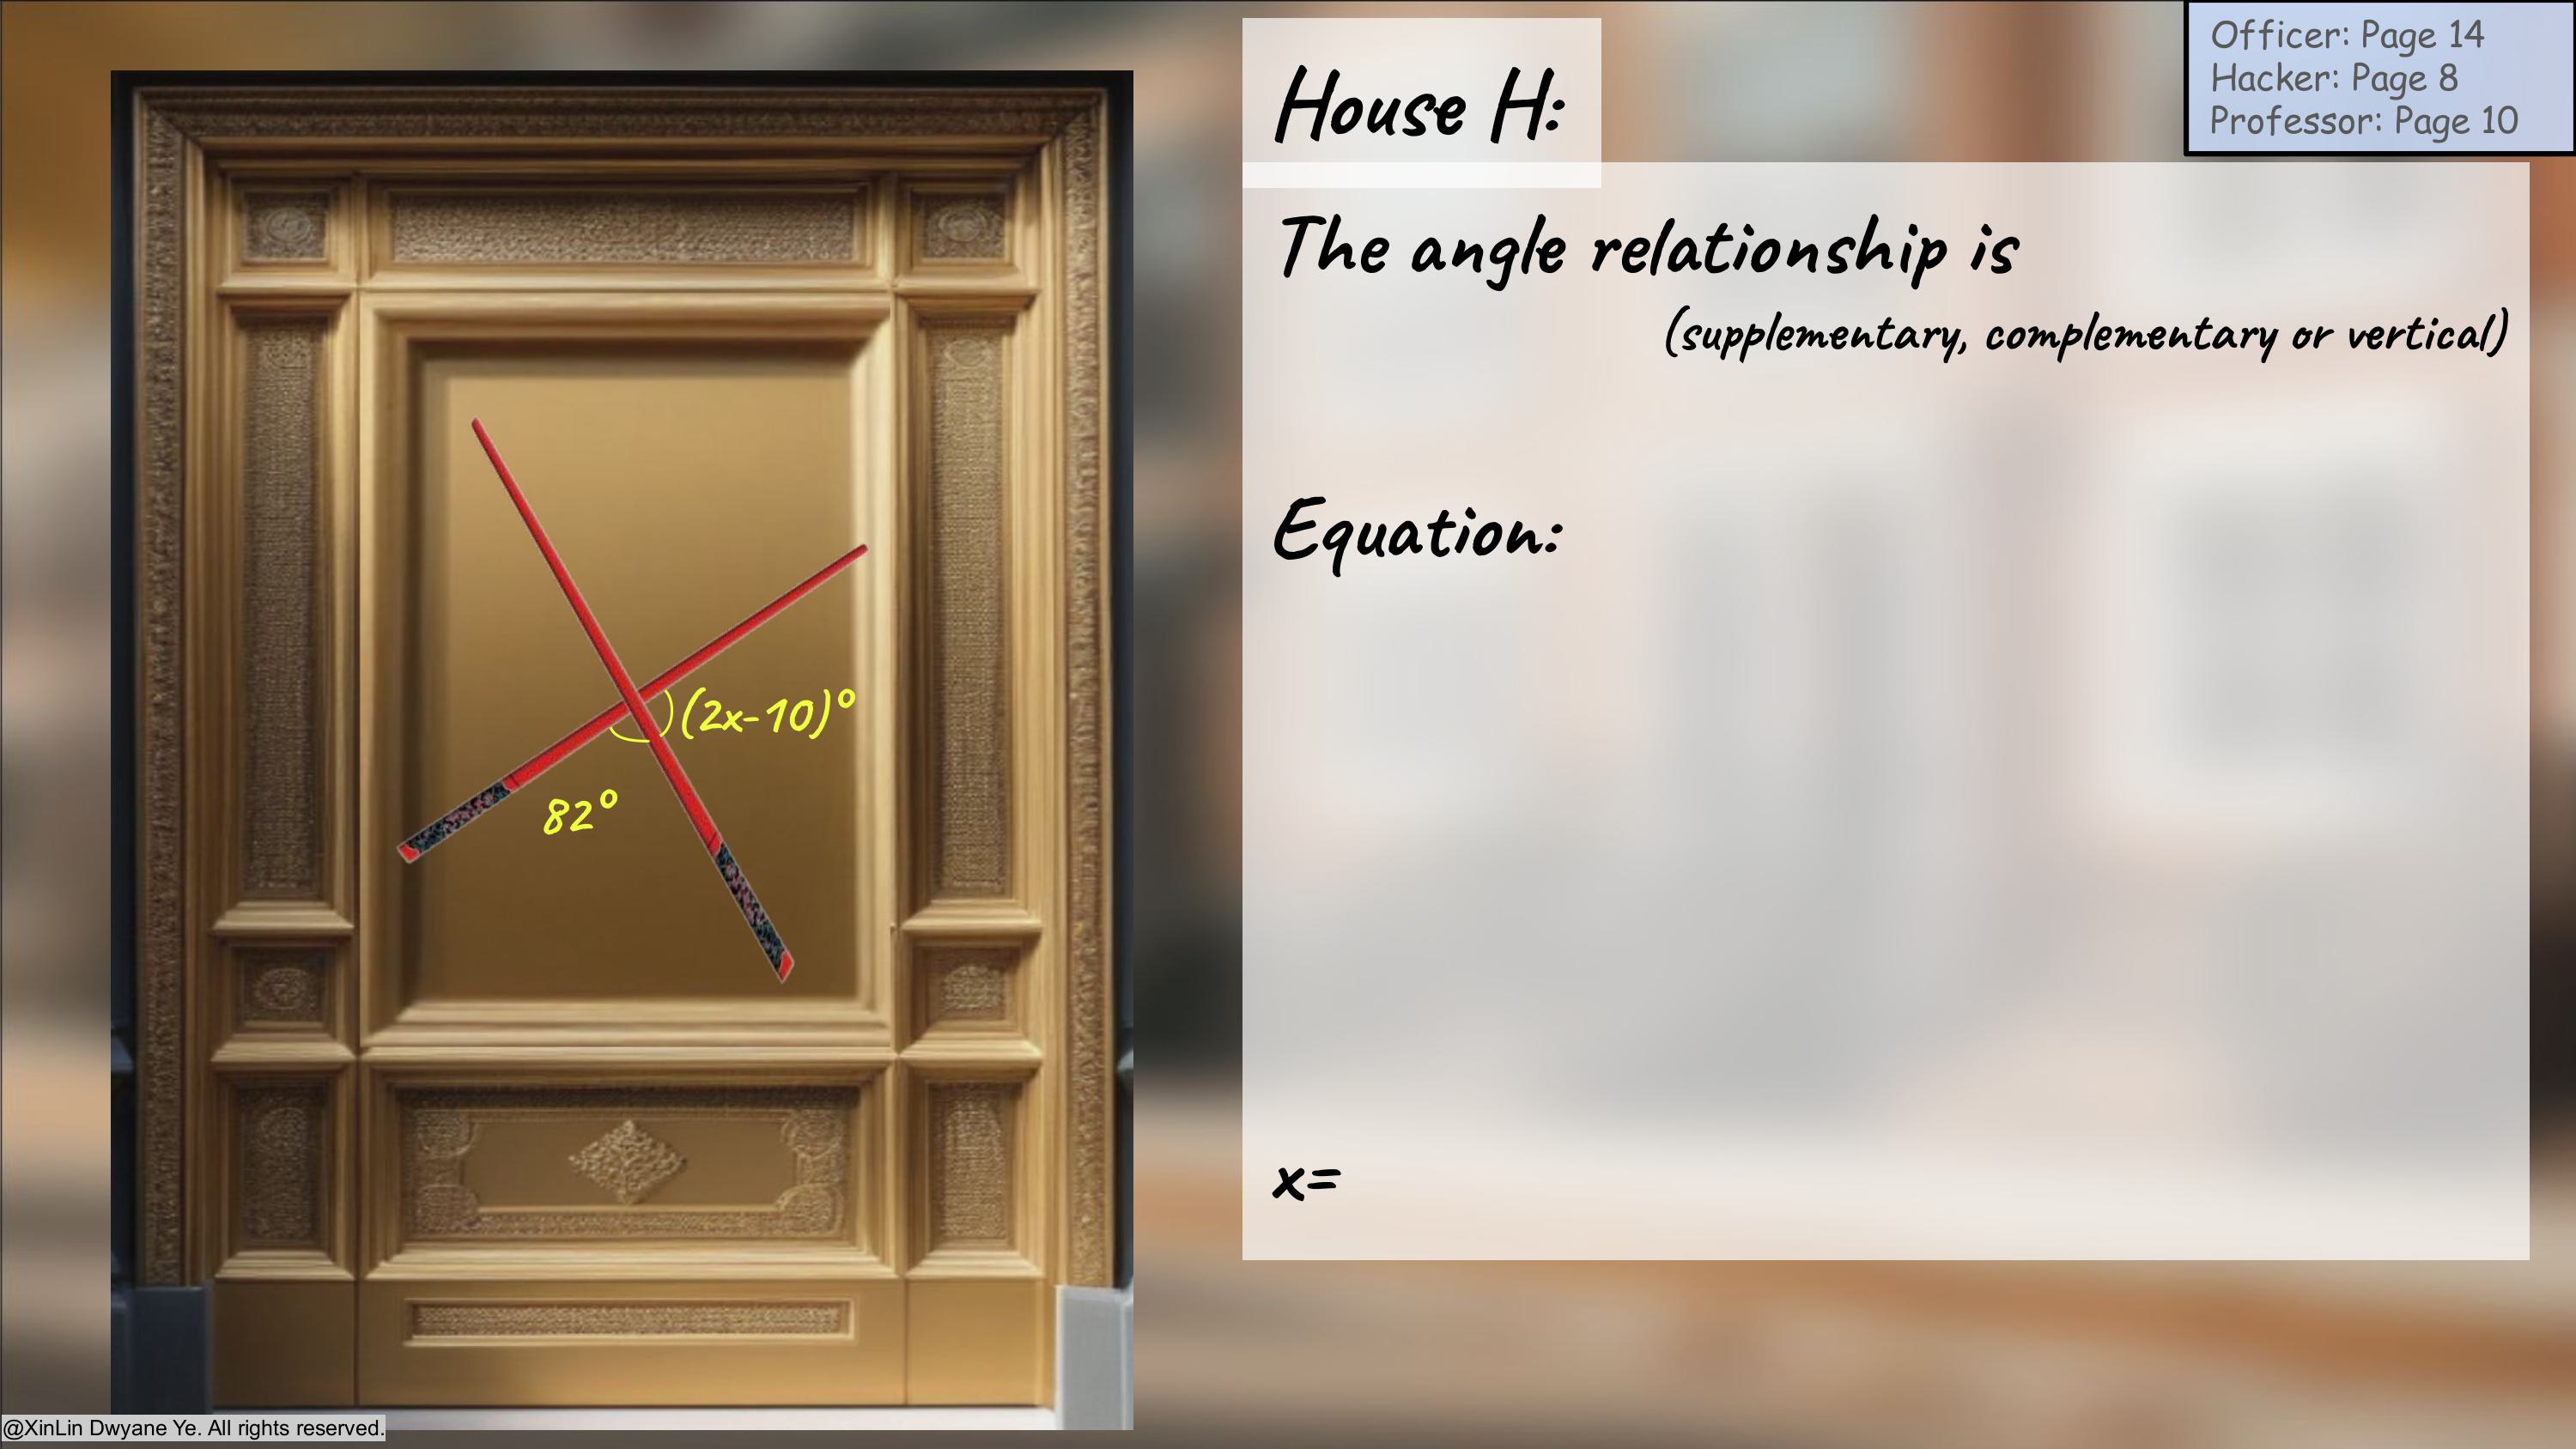 Officer: Page 14
Hacker: Page 8
Professor: Page 10
House H:
The angle relationship is
(supplementary, complementary or vertical)
Equation:
(2x-10)°
82°
x=
@XinLin Dwyane Ye. All rights reserved.